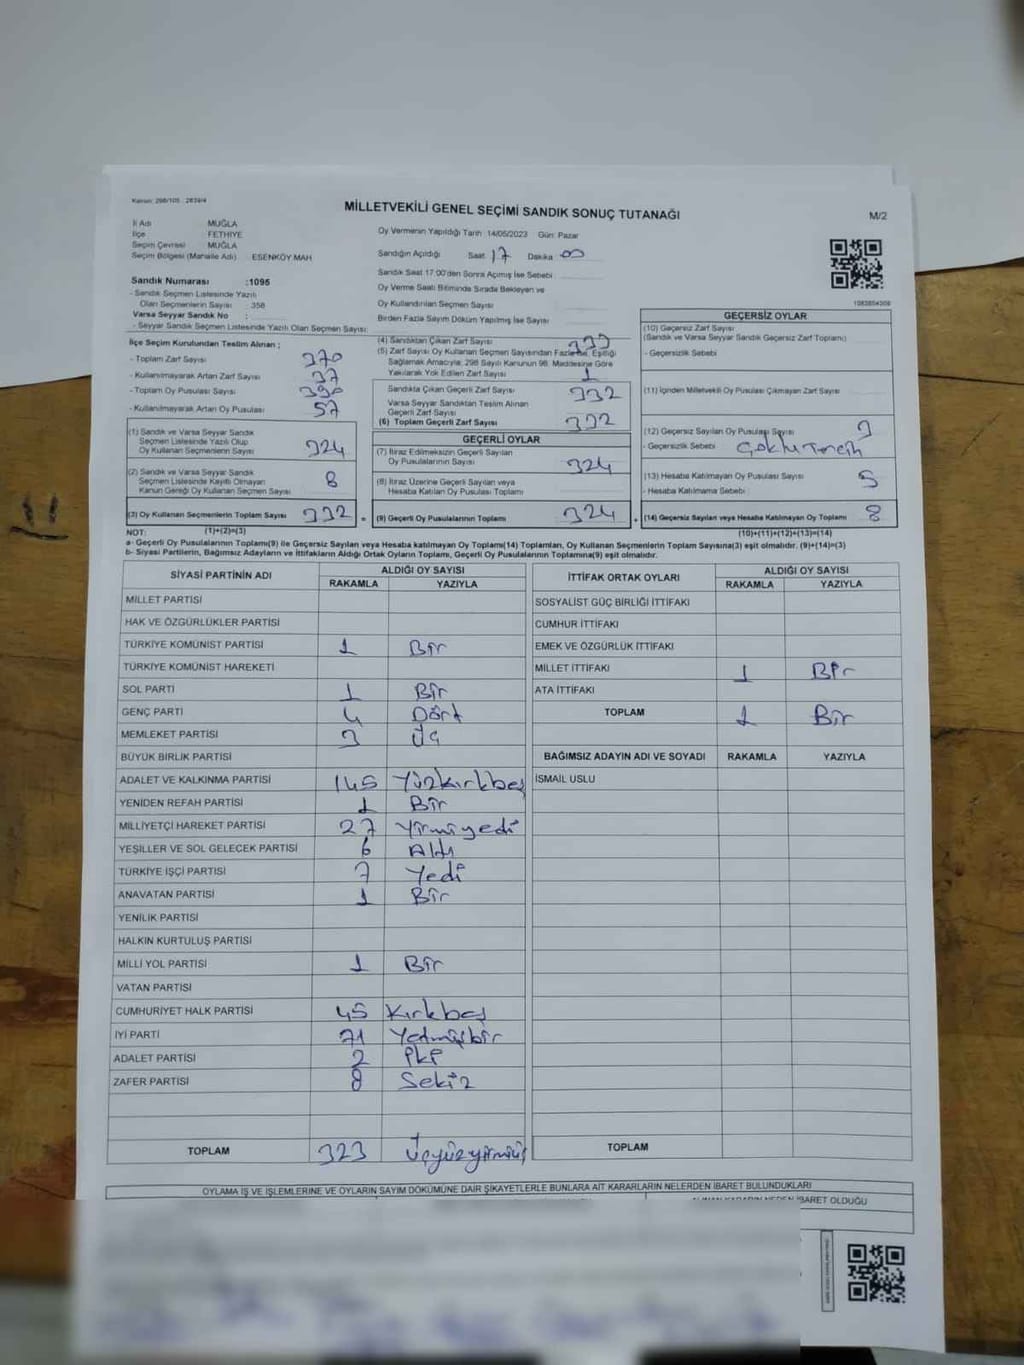 Kanun: 298/105 2839/4
MİLLETVEKİLİ GENEL SEÇİMİ SANDIK SONUÇ TUTANAĞI
M/2
İl Adı : MUĞLA
İlçe : FETHİYE
Seçim Çevresi : MUĞLA
Seçim Bölgesi (Mahalle Adı) : ESENKÖY MAH
Oy Vermenin Yapıldığı Tarih: 14/05/2023 Gün: Pazar
Sandığın Açıldığı Saat 17 Dakika 00
Sandık Saat 17:00'den Sonra Açımış İse Sebebi
Oy Verme Saati Bitiminde Sırada Bekleyen ve
Oy Kullandırılan Seçmen Sayısı
Birden Fazla Sayım Döküm Yapılmış İse Sayısı
Sandık Numarası :1095
- Sandık Seçmen Listesinde Yazılı
Olan Seçmenlerin Sayısı : 358
Varsa Seyyar Sandık No :
- Seyyar Sandık Seçmen Listesinde Yazılı Olan Seçmen Sayısı:
İlçe Seçim Kurulundan Teslim Alınan ;
- Toplam Zarf Sayısı 370
- Kullanılmayarak Artan Zarf Sayısı 37
- Toplam Oy Pusulası Sayısı
- Kullanılmayarak Artan Oy Pusulası 57
(1) Sandık ve Varsa Seyyar Sandık
Seçmen Listesinde Yazılı Olup
Oy Kullanan Seçmenlerin Sayısı 324
(2) Sandık ve Varsa Seyyar Sandık
Seçmen Listesinde Kayıtlı Olmayan
Kanun Gereği Oy Kullanan Seçmen Sayısı 8
(3) Oy Kullanan Seçmenlerin Toplam Sayısı 332
(1)+(2)=(3)
(4) Sandıktan Çıkan Zarf Sayısı 333
(5) Zarf Sayısı Oy Kullanan Seçmen Sayısından Fazla ise, Eşitliği
Sağlamak Amacıyla; 298 Sayılı Kanunun 98. Maddesine Göre
Yakılarak Yok Edilen Zarf Sayısı 1
Sandıkta Çıkan Geçerli Zarf Sayısı 332
Varsa Seyyar Sandıktan Teslim Alınan
Geçerli Zarf Sayısı
(6) Toplam Geçerli Zarf Sayısı 332
GEÇERLİ OYLAR
(7) İtiraz Edilmeksizin Geçerli Sayılan
Oy Pusulalarının Sayısı 324
(8) İtiraz Üzerine Geçerli Sayılan veya
Hesaba Katılan Oy Pusulası Toplamı
(9) Geçerli Oy Pusulalarının Toplamı 324
1083854309
GEÇERSİZ OYLAR
(10) Geçersiz Zarf Sayısı
(Sandık ve Varsa Seyyar Sandık Geçersiz Zarf Toplamı)
- Geçersizlik Sebebi
(11) İçinden Milletvekili Oy Pusulası Çıkmayan Zarf Sayısı
(12) Geçersiz Sayılan Oy Pusulası Sayısı 3
- Geçersizlik Sebebi Çoklu Tercih
(13) Hesaba Katılmayan Oy Pusulası Sayısı 5
- Hesaba Katılmama Sebebi
(14) Geçersiz Sayılan veya Hesaba Katılmayan Oy Toplamı 8
(10)+(11)+(12)+(13)=(14)
NOT:
a- Geçerli Oy Pusulalarının Toplamı(9) ile Geçersiz Sayılan veya Hesaba katılmayan Oy Toplamı(14) Toplamları, Oy Kullanan Seçmenlerin Toplam Sayısına(3) eşit olmalıdır. (9)+(14)=(3)
b- Siyasi Partilerin, Bağımsız Adayların ve İttifakların Aldığı Ortak Oyların Toplamı, Geçerli Oy Pusulalarının Toplamına(9) eşit olmalıdır.
SİYASİ PARTİNİN ADI ALDIĞI OY SAYISI
RAKAMLA YAZIYLA
MİLLET PARTİSİ
HAK VE ÖZGÜRLÜKLER PARTİSİ
TÜRKİYE KOMÜNİST PARTİSİ 1 Bir
TÜRKİYE KOMÜNİST HAREKETİ
SOL PARTİ 1 Bir
GENÇ PARTİ 4 Dört
MEMLEKET PARTİSİ 3 Üç
BÜYÜK BİRLİK PARTİSİ
ADALET VE KALKINMA PARTİSİ 145 Yüzkırkbeş
YENİDEN REFAH PARTİSİ 1 Bir
MİLLİYETÇİ HAREKET PARTİSİ 27 Yirmiyedi
YEŞİLLER VE SOL GELECEK PARTİSİ 6 Altı
TÜRKİYE İŞÇİ PARTİSİ 7 Yedi
ANAVATAN PARTİSİ 1 Bir
YENİLİK PARTİSİ
HALKIN KURTULUŞ PARTİSİ
MİLLİ YOL PARTİSİ 1 Bir
VATAN PARTİSİ
CUMHURİYET HALK PARTİSİ 45 Kırkbeş
İYİ PARTİ 71 Yetmişbir
ADALET PARTİSİ 2 İki
ZAFER PARTİSİ 8 Sekiz
TOPLAM 323 Üçyüzyirmiüç
İTTİFAK ORTAK OYLARI ALDIĞI OY SAYISI
RAKAMLA YAZIYLA
SOSYALİST GÜÇ BİRLİĞİ İTTİFAKI
CUMHUR İTTİFAKI
EMEK VE ÖZGÜRLÜK İTTİFAKI
MİLLET İTTİFAKI 1 Bir
ATA İTTİFAKI
TOPLAM 1 Bir
BAĞIMSIZ ADAYIN ADI VE SOYADI RAKAMLA YAZIYLA
İSMAİL USLU
TOPLAM
OYLAMA İŞ VE İŞLEMLERİNE VE OYLARIN SAYIM DÖKÜMÜNE DAİR ŞİKAYETLERLE BUNLARA AİT KARARLARIN NELERDEN İBARET BULUNDUKLARI
ALINAN KARARIN NEDEN İBARET OLDUĞU